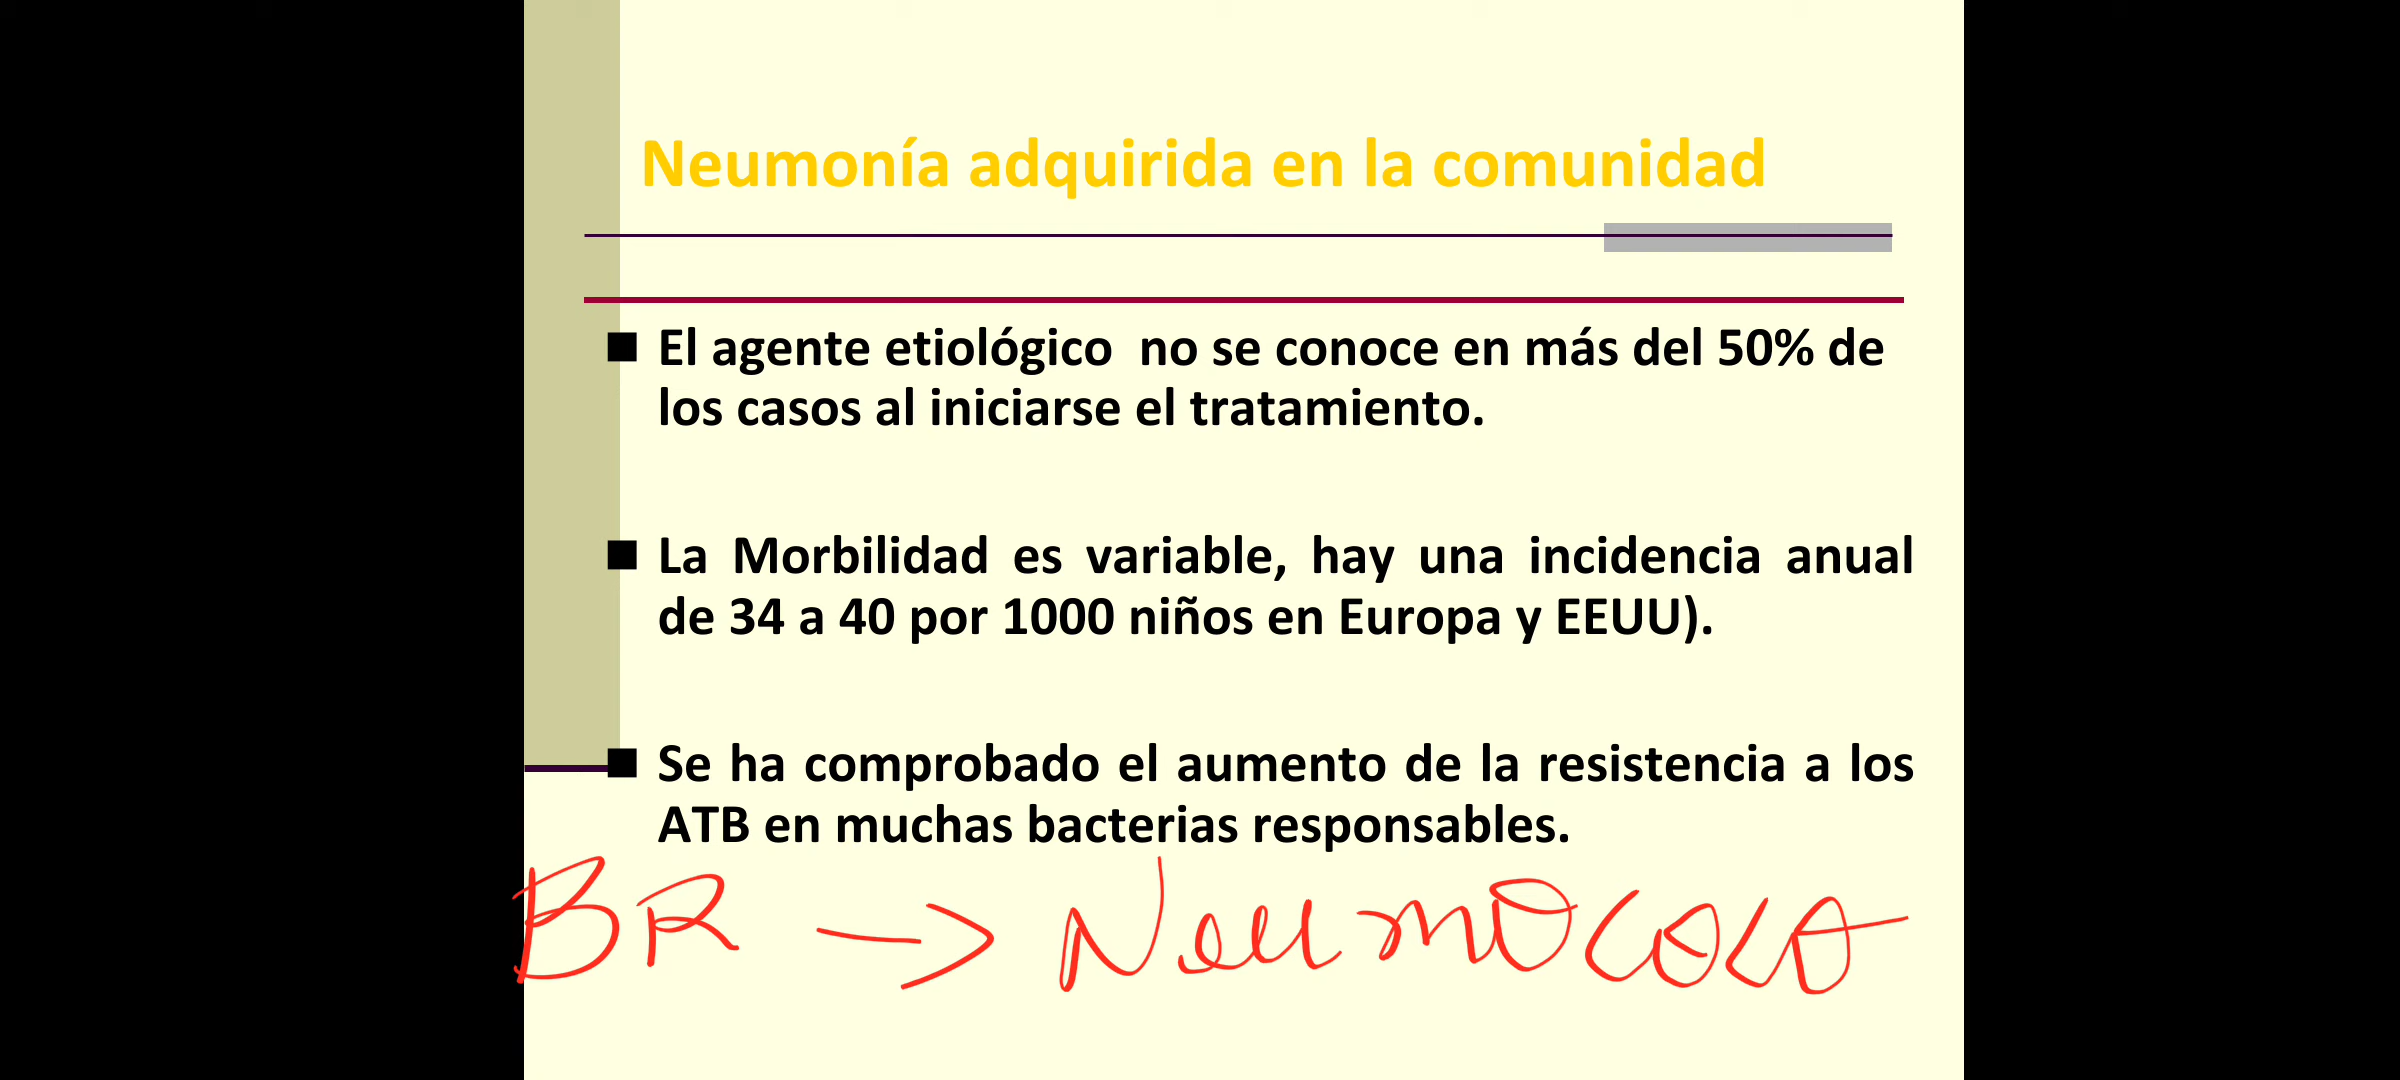 Neumonía adquirida en la comunidad
El agente etiológico no se conoce en más del 50% de
los casos al iniciarse el tratamiento.
La Morbilidad es variable, hay una incidencia anual
de 34 a 40 por 1000 niños en Europa y EEUU).
Se ha comprobado el aumento de la resistencia a los
ATB en muchas bacterias responsables.
BR -> Neumococo